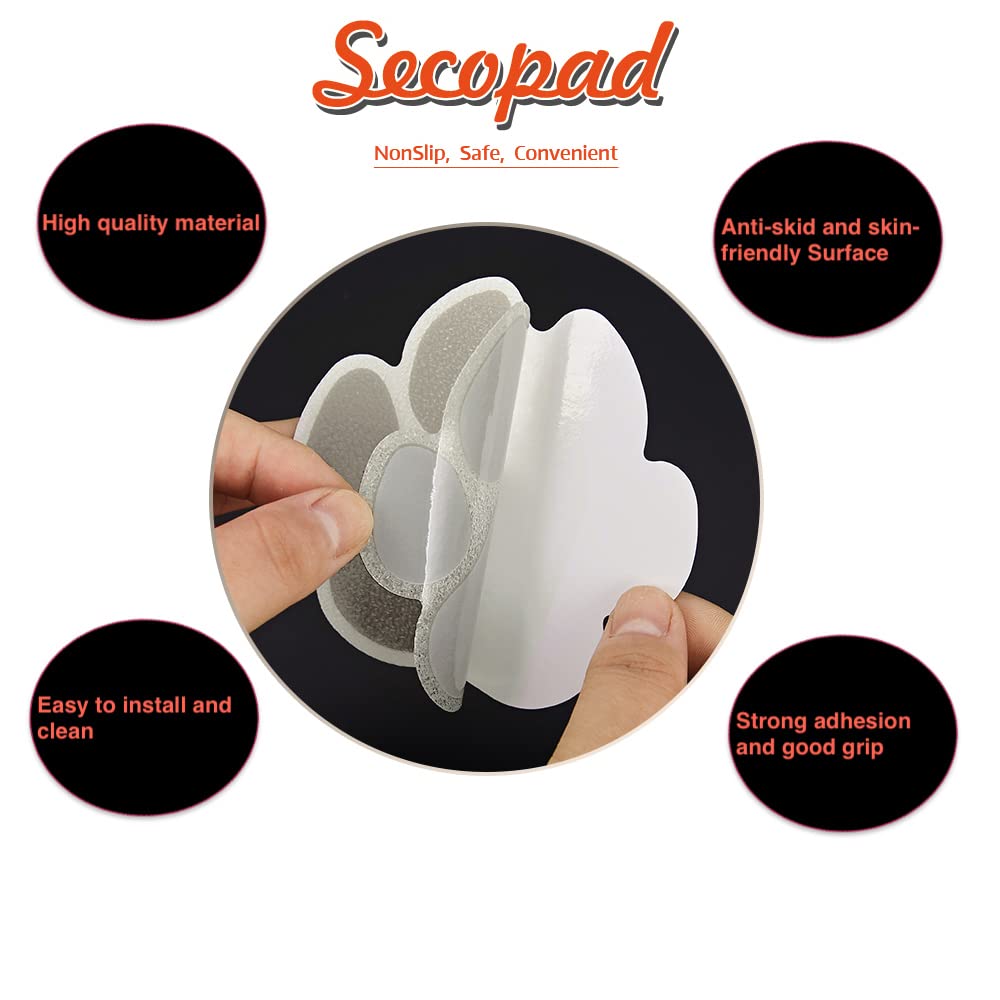 Secopad
NonSlip, Safe, Convenient
High quality material
Anti-skid and skin-
friendly Surface
Easy to install and
clean
Strong adhesion
and good grip